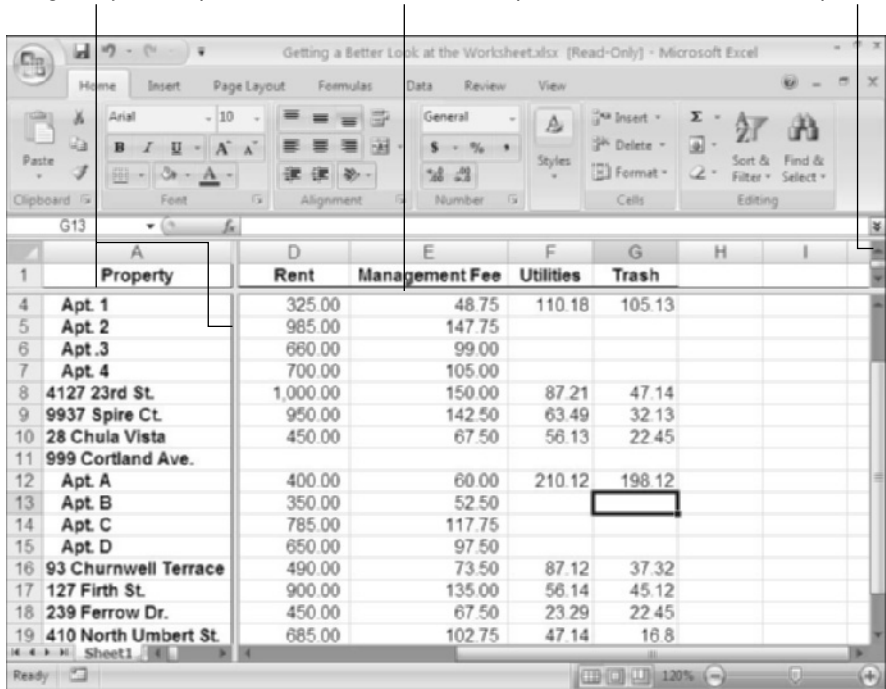 Getting a Better Look at the Worksheet.xlsx [Read-Only] - Microsoft Excel
Home Insert Page Layout Formulas Data Review View
Arial 10 General Insert Σ
Paste B I U A A $ % , Styles Delete Sort & Filter Find & Select
A Format
Clipboard Font Alignment Number Cells Editing
G13 fx
A D E F G H I
1 Property Rent Management Fee Utilities Trash
4 Apt. 1 325.00 48.75 110.18 105.13
5 Apt. 2 985.00 147.75
6 Apt .3 660.00 99.00
7 Apt. 4 700.00 105.00
8 4127 23rd St. 1,000.00 150.00 87.21 47.14
9 9937 Spire Ct. 950.00 142.50 63.49 32.13
10 28 Chula Vista 450.00 67.50 56.13 22.45
11 999 Cortland Ave.
12 Apt. A 400.00 60.00 210.12 198.12
13 Apt. B 350.00 52.50
14 Apt. C 785.00 117.75
15 Apt. D 650.00 97.50
16 93 Churnwell Terrace 490.00 73.50 87.12 37.32
17 127 Firth St. 900.00 135.00 56.14 45.12
18 239 Ferrow Dr. 450.00 67.50 23.29 22.45
19 410 North Umbert St. 685.00 102.75 47.14 16.8
Sheet1
Ready 120%